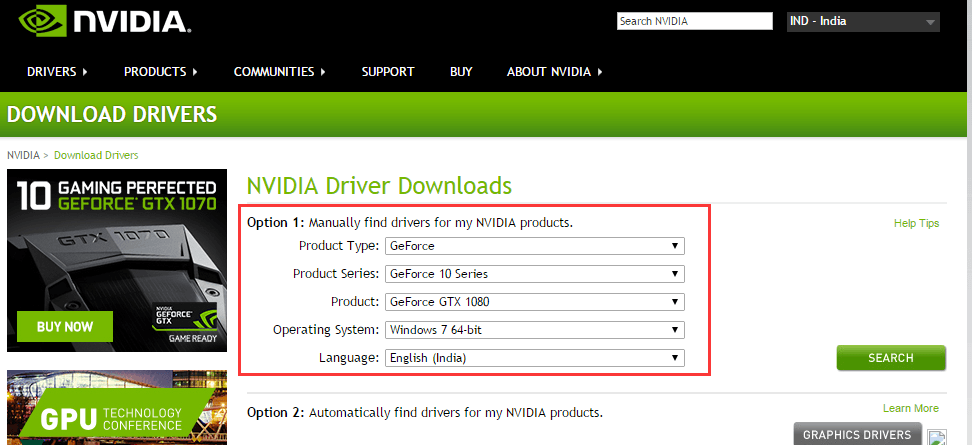 NVIDIA.
Search NVIDIA
IND - India
DRIVERS PRODUCTS COMMUNITIES SUPPORT BUY ABOUT NVIDIA
DOWNLOAD DRIVERS
NVIDIA > Download Drivers
10 GAMING PERFECTED
GEFORCE® GTX 1070
GTX 1070
BUY NOW
NVIDIA
GEFORCE®
GTX
GAME READY
GPU TECHNOLOGY
CONFERENCE
NVIDIA Driver Downloads
Option 1: Manually find drivers for my NVIDIA products.
Help Tips
Product Type: GeForce
Product Series: GeForce 10 Series
Product: GeForce GTX 1080
Operating System: Windows 7 64-bit
Language: English (India)
SEARCH
Option 2: Automatically find drivers for my NVIDIA products.
Learn More
GRAPHICS DRIVERS